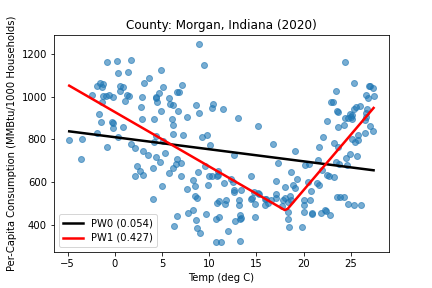 County: Morgan, Indiana (2020)
Per-Capita Consumption (MMBtu/1000 Households)
1200
1000
800
600
400
PW0 (0.054)
PW1 (0.427)
−5 0 5 10 15 20 25
Temp (deg C)